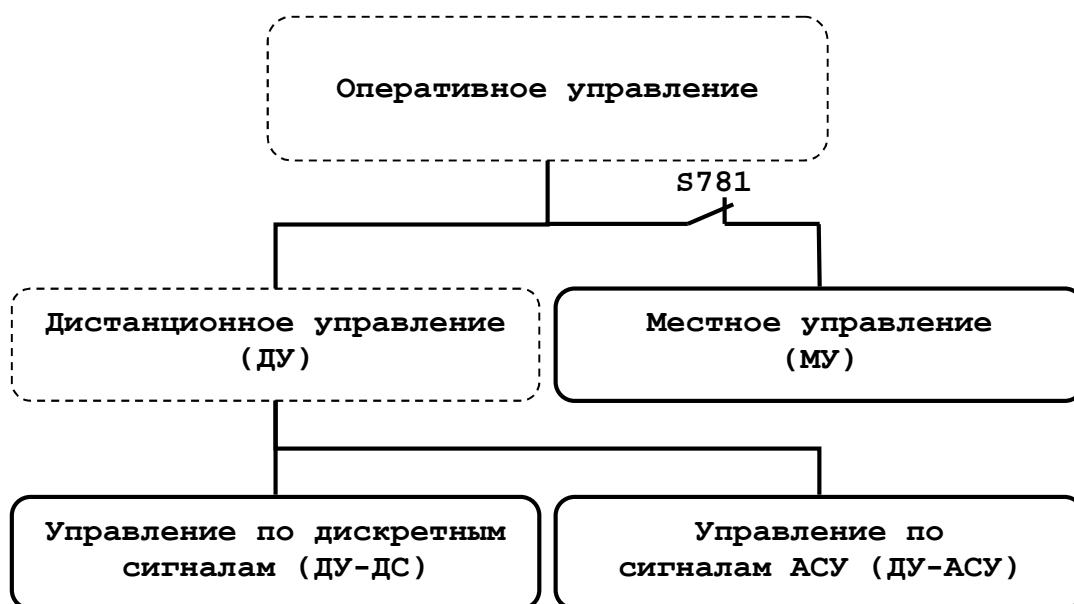 Оперативное управление
S781
Дистанционное управление
(ДУ)
Местное управление
(МУ)
Управление по дискретным
сигналам (ДУ-ДС)
Управление по
сигналам АСУ (ДУ-АСУ)